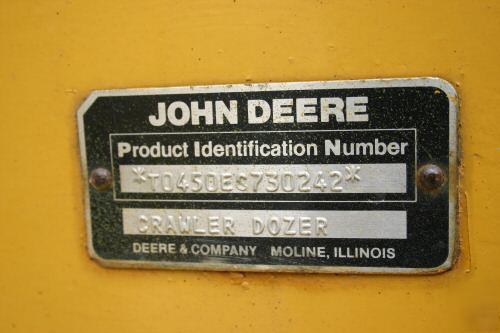 JOHN DEERE
Product Identification Number
*T0450ES730242*
CRAWLER DOZER
DEERE & COMPANY MOLINE, ILLINOIS